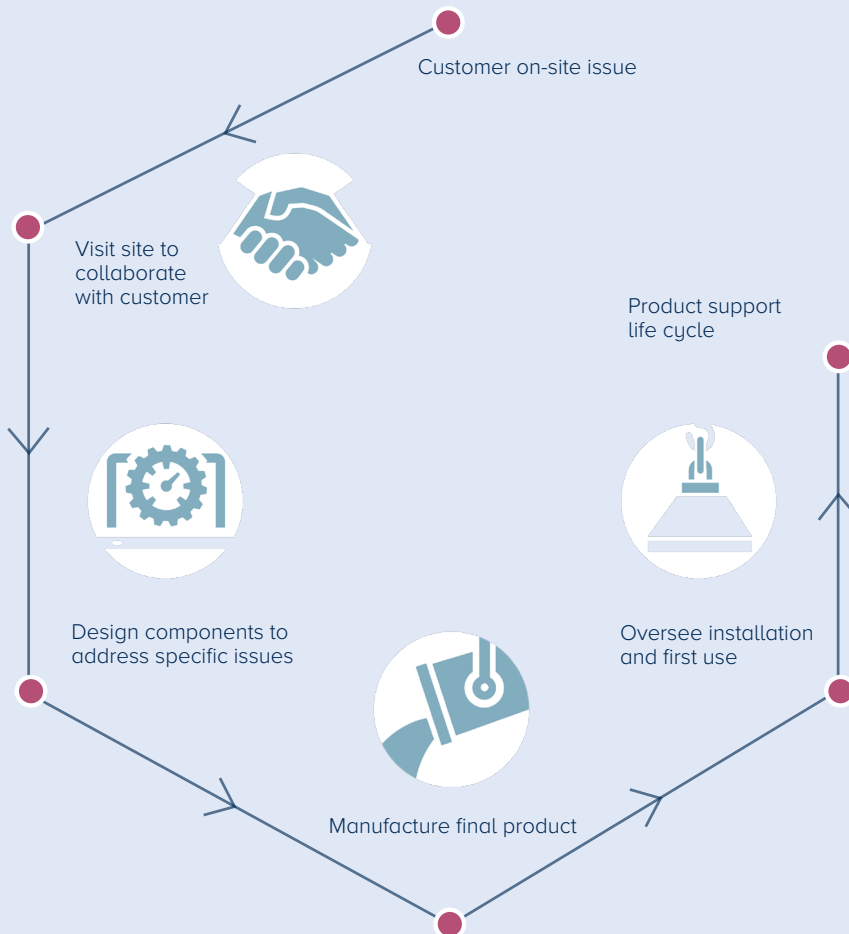 Customer on-site issue
Visit site to
collaborate
with customer
Product support
life cycle
Design components to
address specific issues
Oversee installation
and first use
Manufacture final product